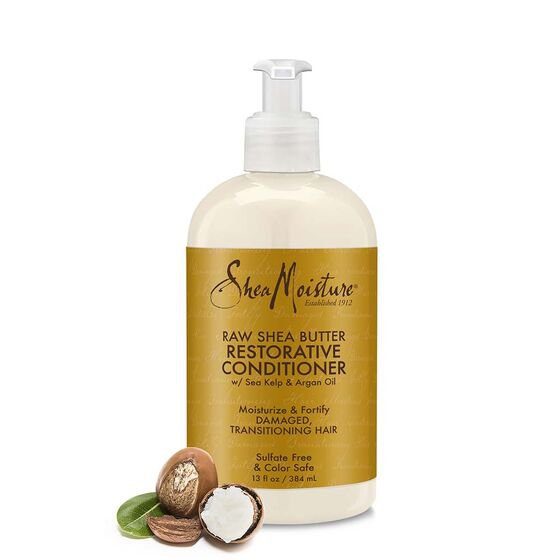 SheaMoisture®
Established 1912
RAW SHEA BUTTER
RESTORATIVE
CONDITIONER
w/ Sea Kelp & Argan Oil
Moisturize & Fortify
DAMAGED,
TRANSITIONING HAIR
Sulfate Free
& Color Safe
13 fl oz / 384 mL